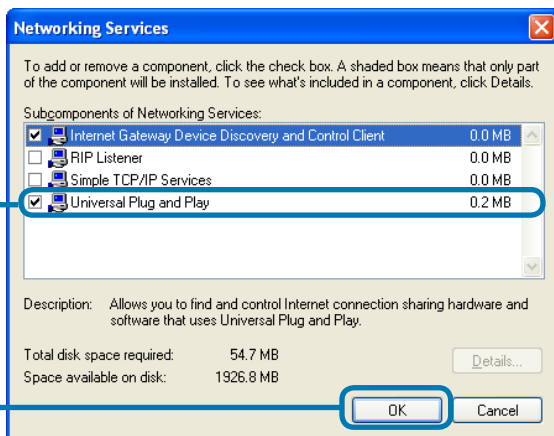 Networking Services
To add or remove a component, click the check box. A shaded box means that only part
of the component will be installed. To see what's included in a component, click Details.
Subcomponents of Networking Services:
Internet Gateway Device Discovery and Control Client 0.0 MB
RIP Listener 0.0 MB
Simple TCP/IP Services 0.0 MB
Universal Plug and Play 0.2 MB
Description: Allows you to find and control Internet connection sharing hardware and
software that uses Universal Plug and Play.
Total disk space required: 54.7 MB
Details...
Space available on disk: 1926.8 MB
OK Cancel